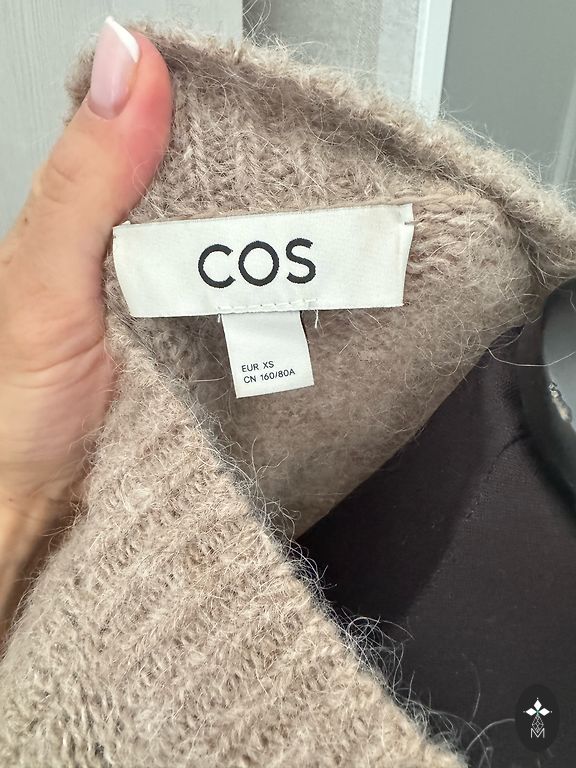 COS
EUR XS
CN 160/80A
M